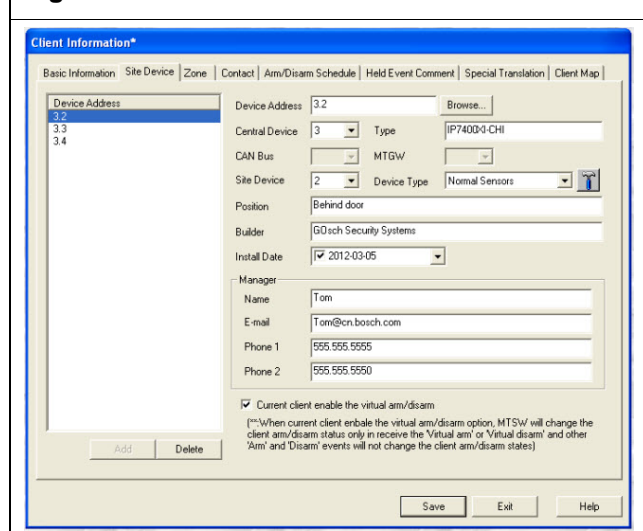 Client Information*
Basic Information Site Device Zone Contact Arm/Disarm Schedule Held Event Comment Special Translation Client Map
Device Address
3.2
3.3
3.4
Add Delete
Device Address 3.2 Browse...
Central Device 3 Type IP7400XI-CHI
CAN Bus MTGW
Site Device 2 Device Type Normal Sensors
Position Behind door
Builder GOsch Security Systems
Install Date 2012-03-05
Manager
Name Tom
E-mail Tom@cn.bosch.com
Phone 1 555.555.5555
Phone 2 555.555.5550
Current client enable the virtual arm/disarm
(**:When current client enbale the virtual arm/disarm option, MTSW will change the
client arm/disarm status only in receive the 'Virtual arm' or 'Virtual disarm' and other
'Arm' and 'Disarm' events will not change the client arm/disarm states)
Save Exit Help